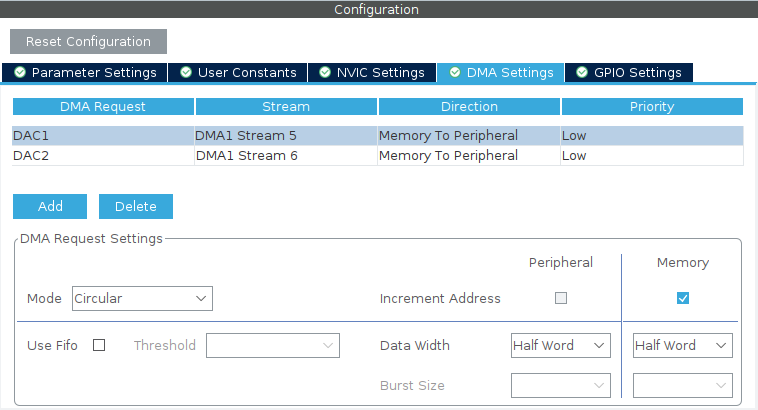 Configuration
Reset Configuration
Parameter Settings User Constants NVIC Settings DMA Settings GPIO Settings
DMA Request Stream Direction Priority
DAC1 DMA1 Stream 5 Memory To Peripheral Low
DAC2 DMA1 Stream 6 Memory To Peripheral Low
Add Delete
DMA Request Settings
Peripheral Memory
Mode Circular Increment Address
Use Fifo Threshold Data Width Half Word Half Word
Burst Size